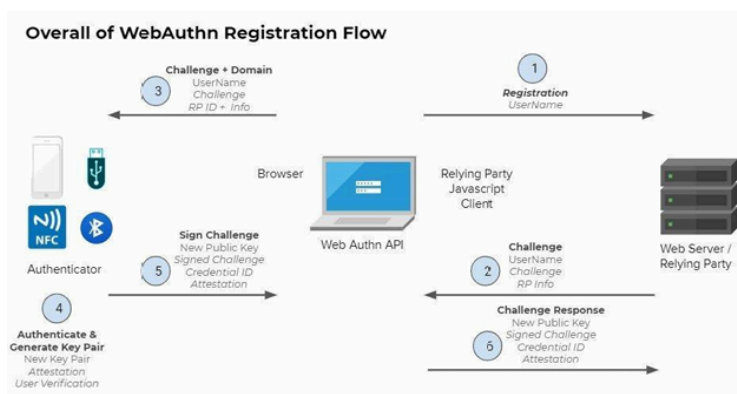 Overall of WebAuthn Registration Flow
1
Registration
UserName
3
Challenge + Domain
UserName
Challenge
RP ID + Info
Browser
Relying Party
Javascript
Client
Web Authn API
NFC
Authenticator
Web Server /
Relying Party
2
Challenge
UserName
Challenge
RP Info
4
Authenticate &
Generate Key Pair
New Key Pair
Attestation
User Verification
5
Sign Challenge
New Public Key
Signed Challenge
Credential ID
Attestation
6
Challenge Response
New Public Key
Signed Challenge
Credential ID
Attestation